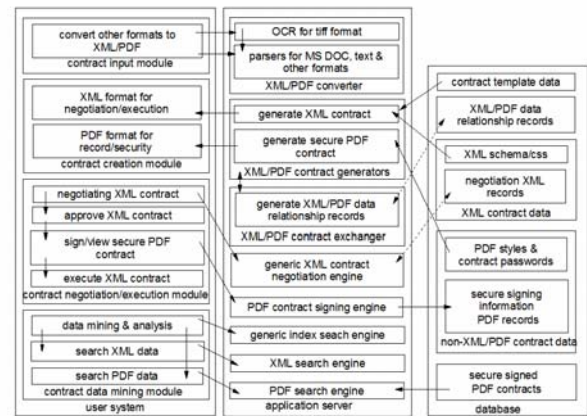 convert other formats to
XML/PDF
contract input module
XML format for
negotiation/execution
PDF format for
record/security
contract creation module
negotiating XML contract
approve XML contract
sign/view secure PDF
contract
execute XML contract
contract negotiation/execution module
data mining & analysis
search XML data
search PDF data
contract data mining module
user system
OCR for tiff format
parsers for MS DOC, text &
other formats
XML/PDF converter
generate XML contract
generate secure PDF
contract
XML/PDF contract generators
generate XML/PDF data
relationship records
XML/PDF contract exchanger
generic XML contract
negotiation engine
PDF contract signing engine
generic index seach engine
XML search engine
PDF search engine
application server
contract template data
XML/PDF data
relationship records
XML schema/css
negotiation XML
records
XML contract data
PDF styles &
contract passwords
secure signing
information
PDF records
non-XML/PDF contract data
secure signed
PDF contracts
database